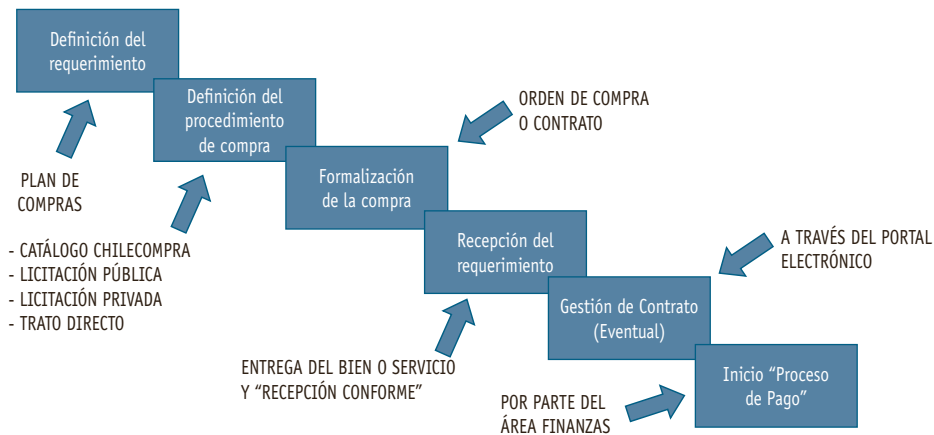 Definición del
requerimiento
Definición del
procedimiento
de compra
ORDEN DE COMPRA
O CONTRATO
PLAN DE
COMPRAS
Formalización
de la compra
- CATÁLOGO CHILECOMPRA
- LICITACIÓN PÚBLICA
- LICITACIÓN PRIVADA
- TRATO DIRECTO
Recepción del
requerimiento
A TRAVÉS DEL PORTAL
ELECTRÓNICO
Gestión de Contrato
(Eventual)
ENTREGA DEL BIEN O SERVICIO
Y “RECEPCIÓN CONFORME”
Inicio “Proceso
de Pago”
POR PARTE DEL
ÁREA FINANZAS